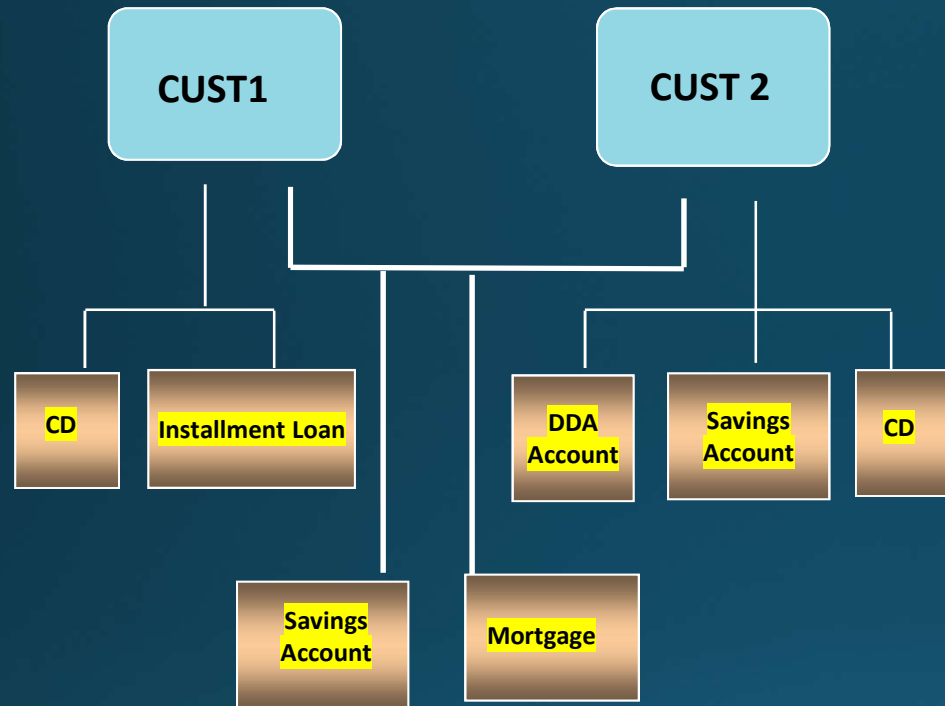 CUST1
CUST 2
CD
Installment Loan
DDA
Account
Savings
Account
CD
Savings
Account
Mortgage